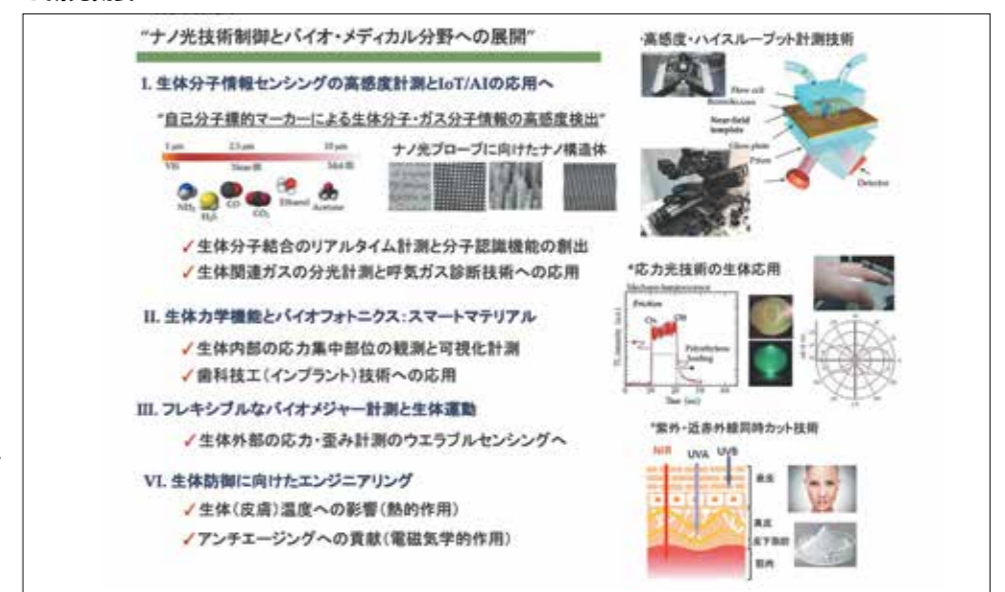 "ナノ光技術制御とバイオ・メディカル分野への展開"
I. 生体分子情報センシングの高感度計測とIoT/AIの応用へ
"自己分子標的マーカーによる生体分子・ガス分子情報の高感度検出"
1 μm 2.5 μm 10 μm
VIS Near-IR Mid-IR
NH₃ H₂S CO CO₂ Ethanol Acetone
ナノ光プローブに向けたナノ構造体
✓生体分子結合のリアルタイム計測と分子認識機能の創出
✓生体関連ガスの分光計測と呼気ガス診断技術への応用
II. 生体力学機能とバイオフォトニクス:スマートマテリアル
✓生体内部の応力集中部位の観測と可視化計測
✓歯科技工(インプラント)技術への応用
III. フレキシブルなバイオメジャー計測と生体運動
✓生体外部の応力・歪み計測のウエラブルセンシングへ
VI. 生体防御に向けたエンジニアリング
✓生体(皮膚)温度への影響(熱的作用)
✓アンチエージングへの貢献(電磁気学的作用)
・高感度・ハイスループット計測技術
Flow cell
Near-field
template
Glass plate
Prism
Detector
*応力光技術の生体応用
Mechano-luminescence
Friction
On Off
Time (sec)
*紫外・近赤外線同時カット技術
NIR UVA UVB
表皮
真皮
皮下脂肪
筋肉